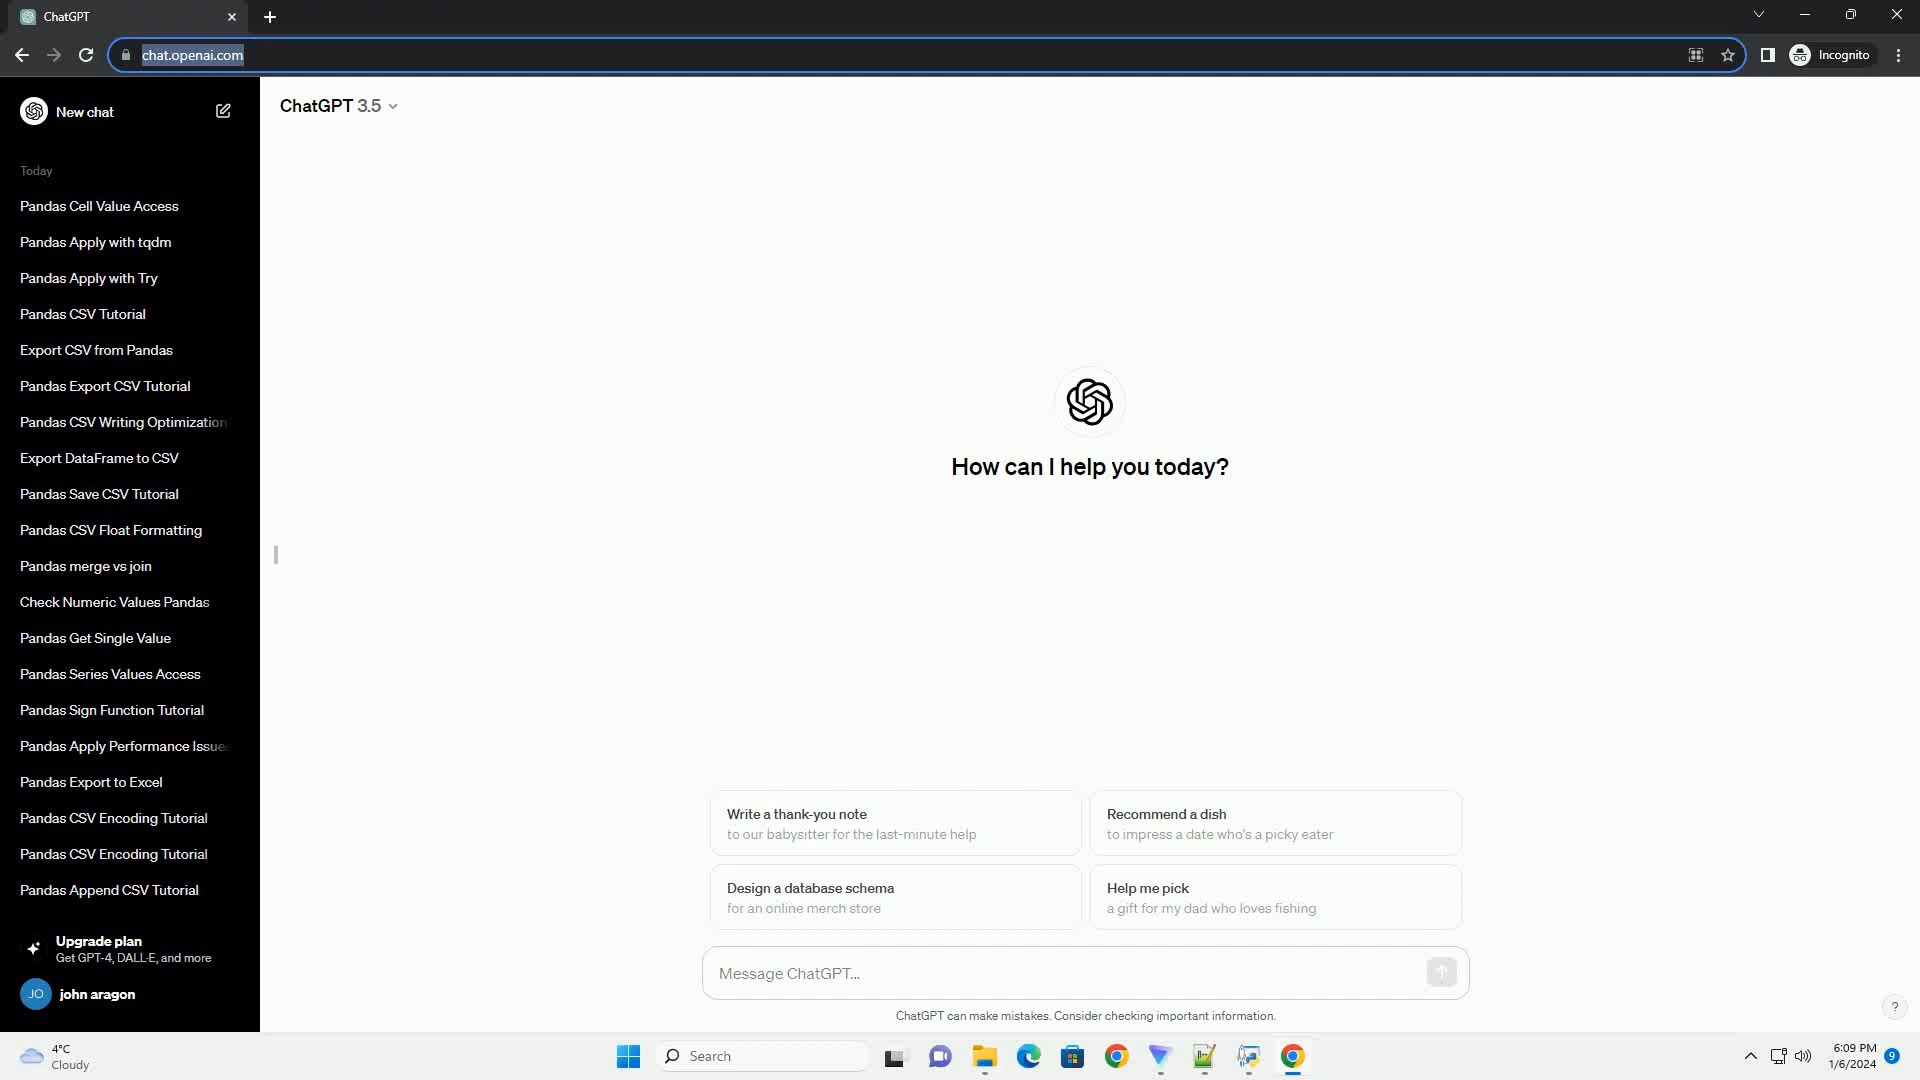 ChatGPT
chat.openai.com
Incognito
New chat
ChatGPT 3.5
Today
Pandas Cell Value Access
Pandas Apply with tqdm
Pandas Apply with Try
Pandas CSV Tutorial
Export CSV from Pandas
Pandas Export CSV Tutorial
Pandas CSV Writing Optimization
Export DataFrame to CSV
Pandas Save CSV Tutorial
Pandas CSV Float Formatting
Pandas merge vs join
Check Numeric Values Pandas
Pandas Get Single Value
Pandas Series Values Access
Pandas Sign Function Tutorial
Pandas Apply Performance Issues
Pandas Export to Excel
Pandas CSV Encoding Tutorial
Pandas CSV Encoding Tutorial
Pandas Append CSV Tutorial
Upgrade plan
Get GPT-4, DALL·E, and more
JO
john aragon
How can I help you today?
Write a thank-you note
to our babysitter for the last-minute help
Recommend a dish
to impress a date who's a picky eater
Design a database schema
for an online merch store
Help me pick
a gift for my dad who loves fishing
Message ChatGPT...
ChatGPT can make mistakes. Consider checking important information.
?
4°C
Cloudy
Search
6:09 PM
1/6/2024
9